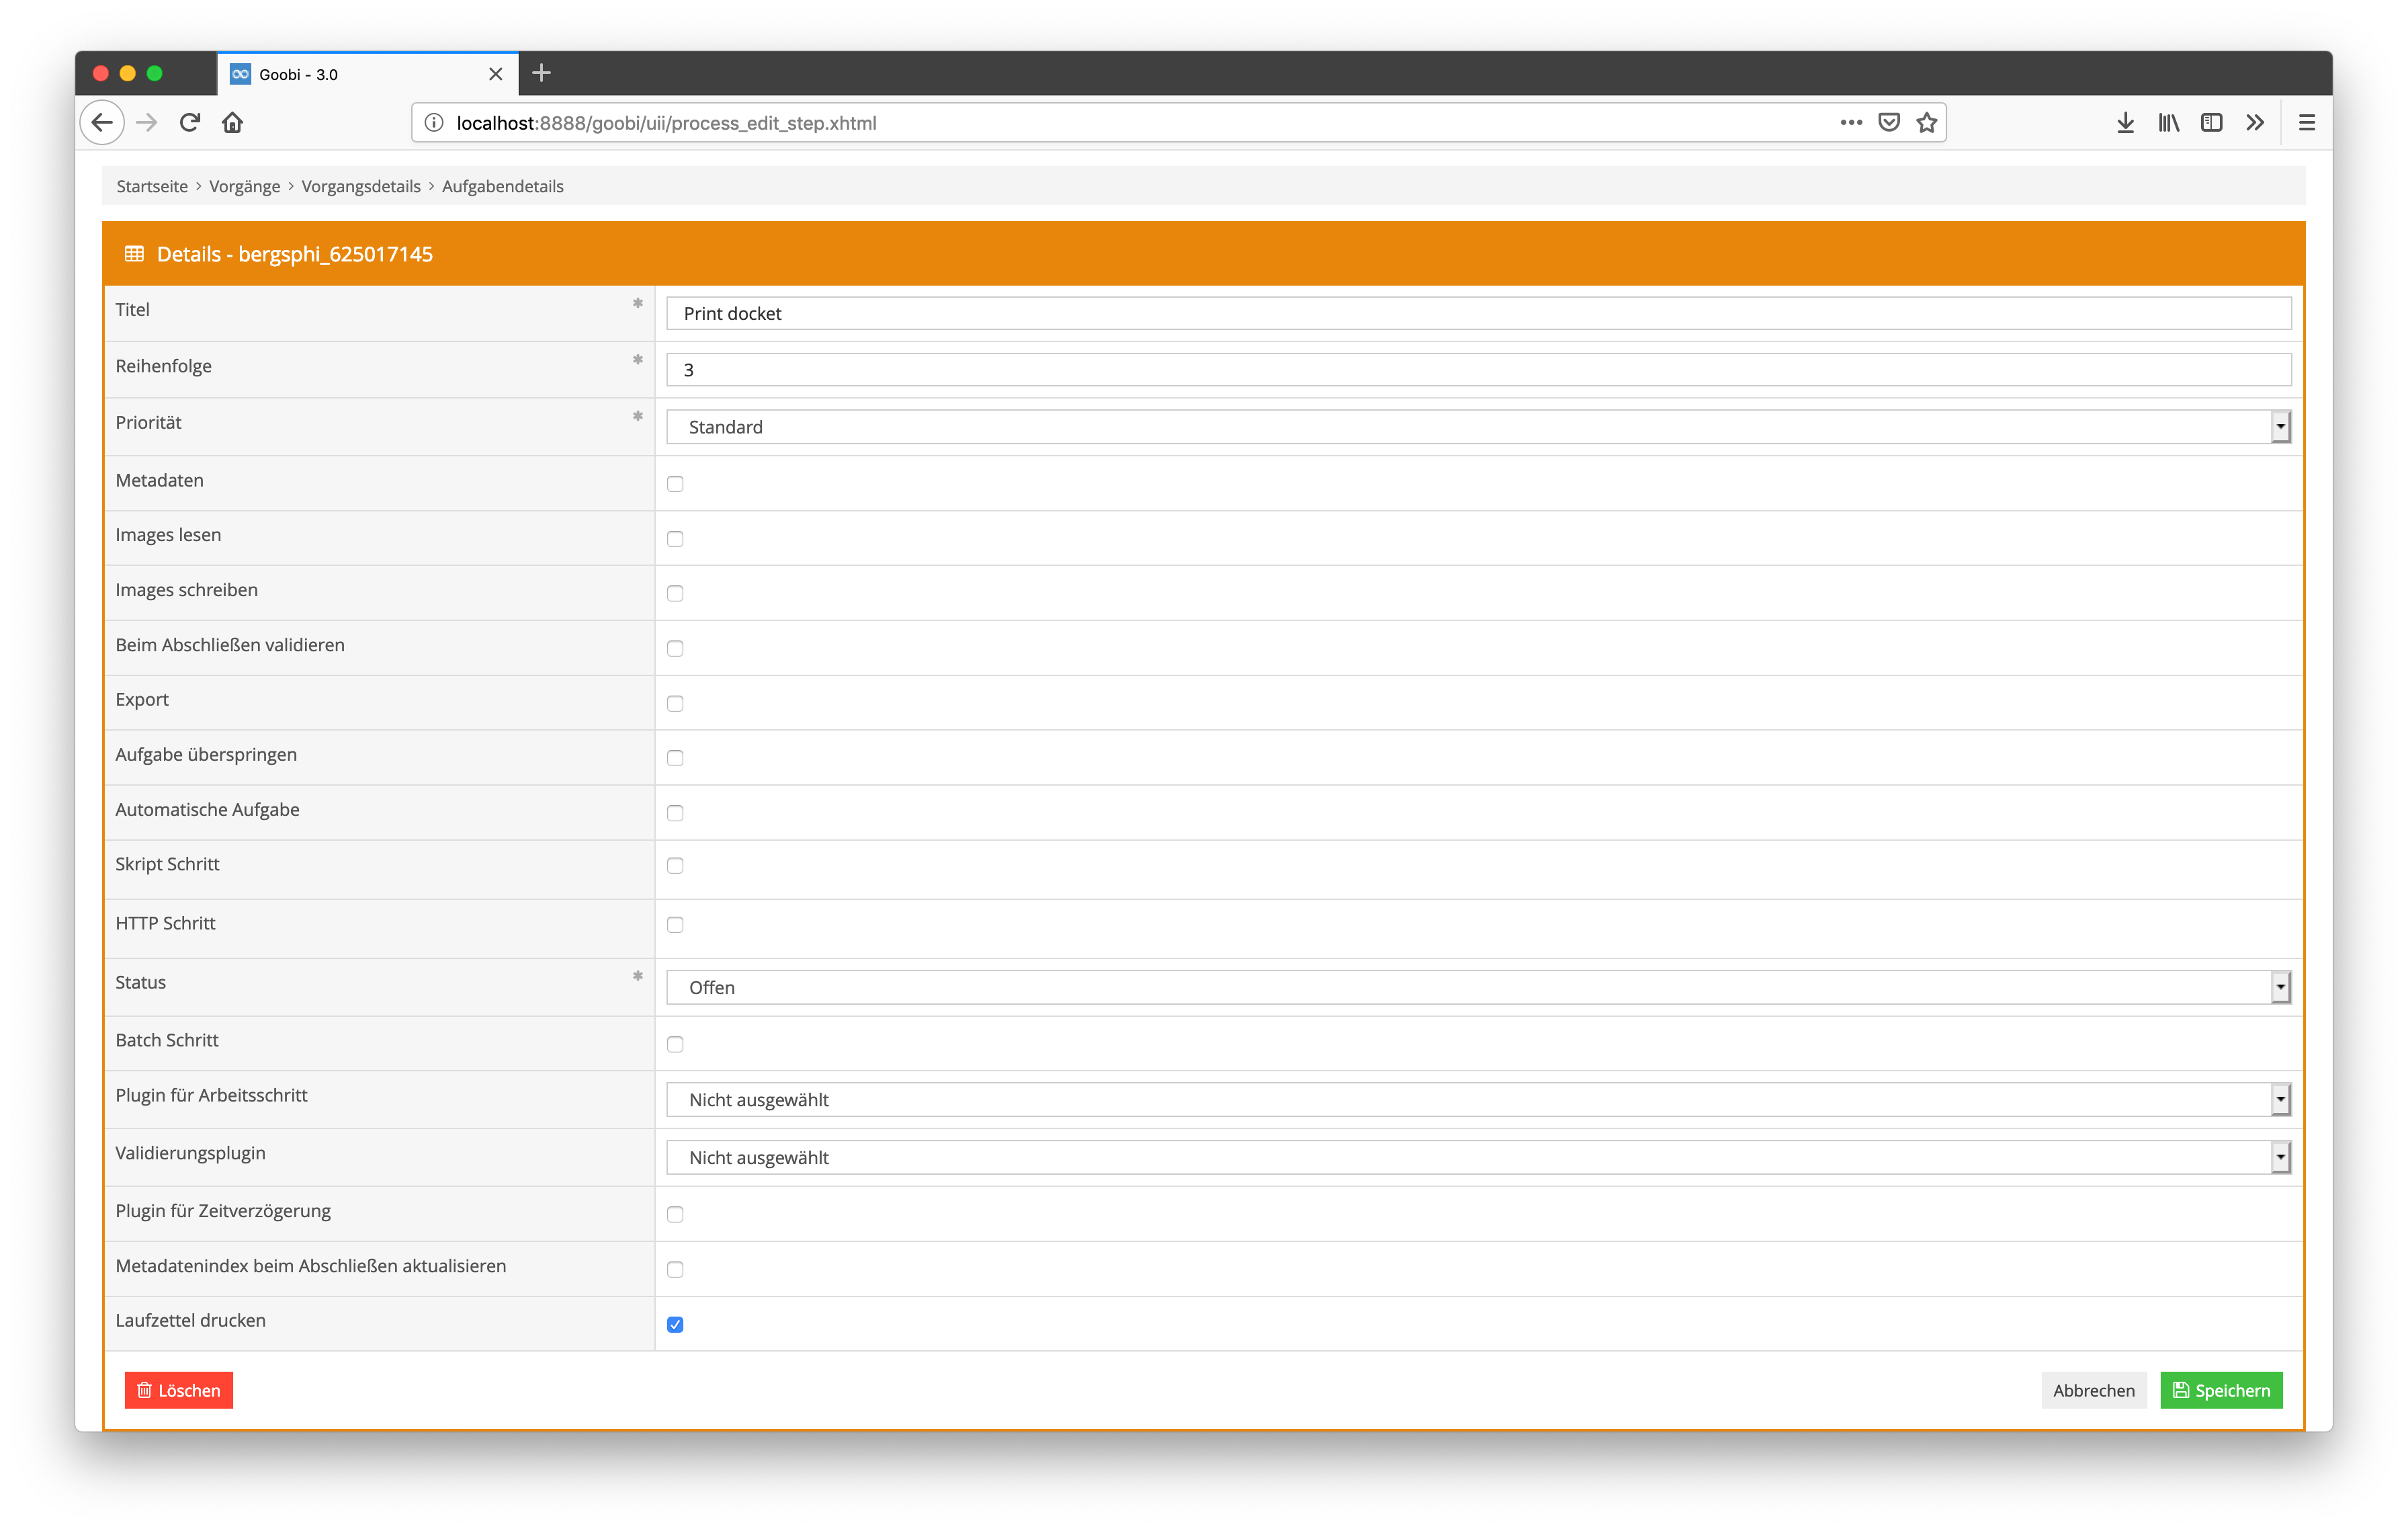 Goobi - 3.0
localhost:8888/goobi/uii/process_edit_step.xhtml
Startseite › Vorgänge › Vorgangsdetails › Aufgabendetails
Details - bergsphi_625017145
Titel * Print docket
Reihenfolge * 3
Priorität * Standard
Metadaten
Images lesen
Images schreiben
Beim Abschließen validieren
Export
Aufgabe überspringen
Automatische Aufgabe
Skript Schritt
HTTP Schritt
Status * Offen
Batch Schritt
Plugin für Arbeitsschritt Nicht ausgewählt
Validierungsplugin Nicht ausgewählt
Plugin für Zeitverzögerung
Metadatenindex beim Abschließen aktualisieren
Laufzettel drucken
Löschen Abbrechen Speichern